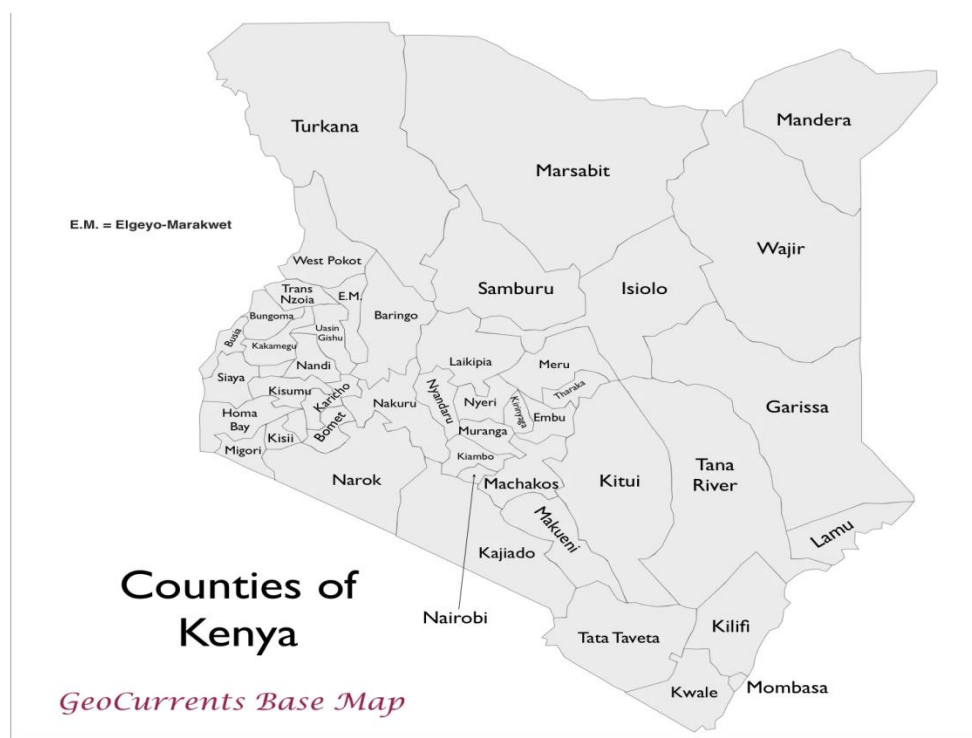 Turkana
Mandera
Marsabit
E.M. = Elgeyo-Marakwet
Wajir
West Pokot
Trans
Nzoia
E.M.
Samburu
Isiolo
Bungoma
Baringo
Busia
Uasin
Gishu
Kakamegu
Nandi
Laikipia
Meru
Siaya
Kisumu
Karicho
Nakuru
Nyandaru
Nyeri
Kirinyaga
Tharaka
Embu
Garissa
Homa
Bay
Kisii
Bomet
Muranga
Migori
Kiambo
Narok
Machakos
Kitui
Tana
River
Makueni
Lamu
Kajiado
Counties of
Kenya
Nairobi
Tata Taveta
Kilifi
Kwale
Mombasa
GeoCurrents Base Map